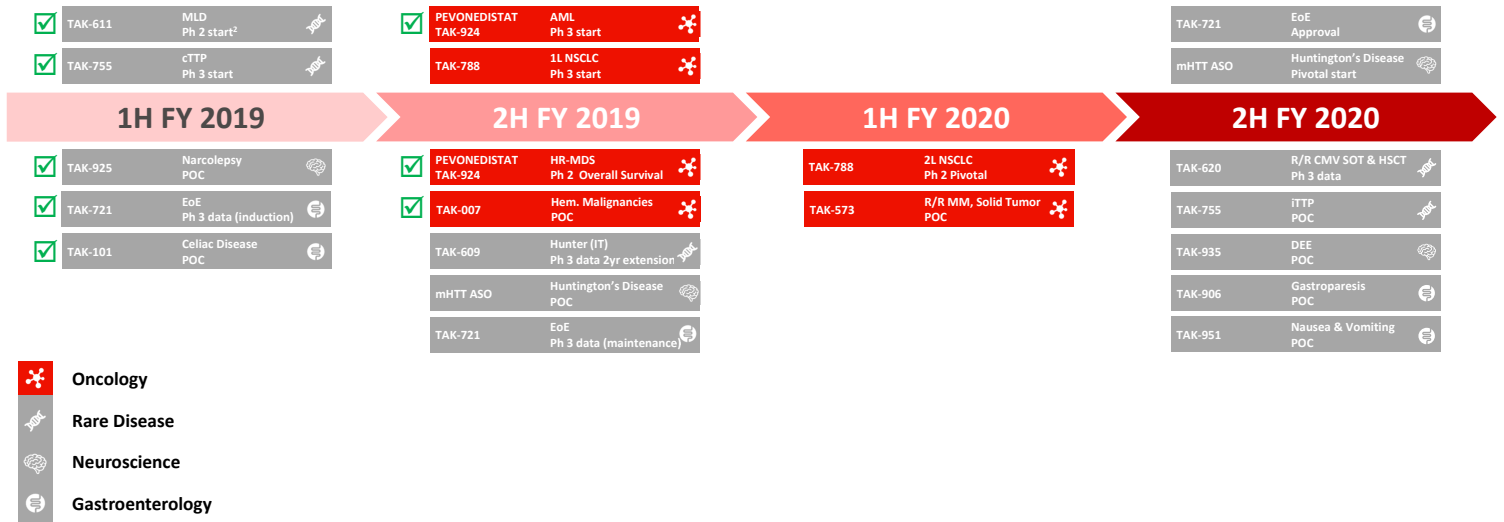 TAK-611 MLD
Ph 2 start²
TAK-755 cTTP
Ph 3 start
PEVONEDISTAT AML
TAK-924 Ph 3 start
TAK-788 1L NSCLC
Ph 3 start
TAK-721 EoE
Approval
mHTT ASO Huntington's Disease
Pivotal start
1H FY 2019
2H FY 2019
1H FY 2020
2H FY 2020
TAK-925 Narcolepsy
POC
TAK-721 EoE
Ph 3 data (induction)
TAK-101 Celiac Disease
POC
PEVONEDISTAT HR-MDS
TAK-924 Ph 2 Overall Survival
TAK-007 Hem. Malignancies
POC
TAK-609 Hunter (IT)
Ph 3 data 2yr extension
mHTT ASO Huntington's Disease
POC
TAK-721 EoE
Ph 3 data (maintenance)
TAK-788 2L NSCLC
Ph 2 Pivotal
TAK-573 R/R MM, Solid Tumor
POC
TAK-620 R/R CMV SOT & HSCT
Ph 3 data
TAK-755 iTTP
POC
TAK-935 DEE
POC
TAK-906 Gastroparesis
POC
TAK-951 Nausea & Vomiting
POC
Oncology
Rare Disease
Neuroscience
Gastroenterology